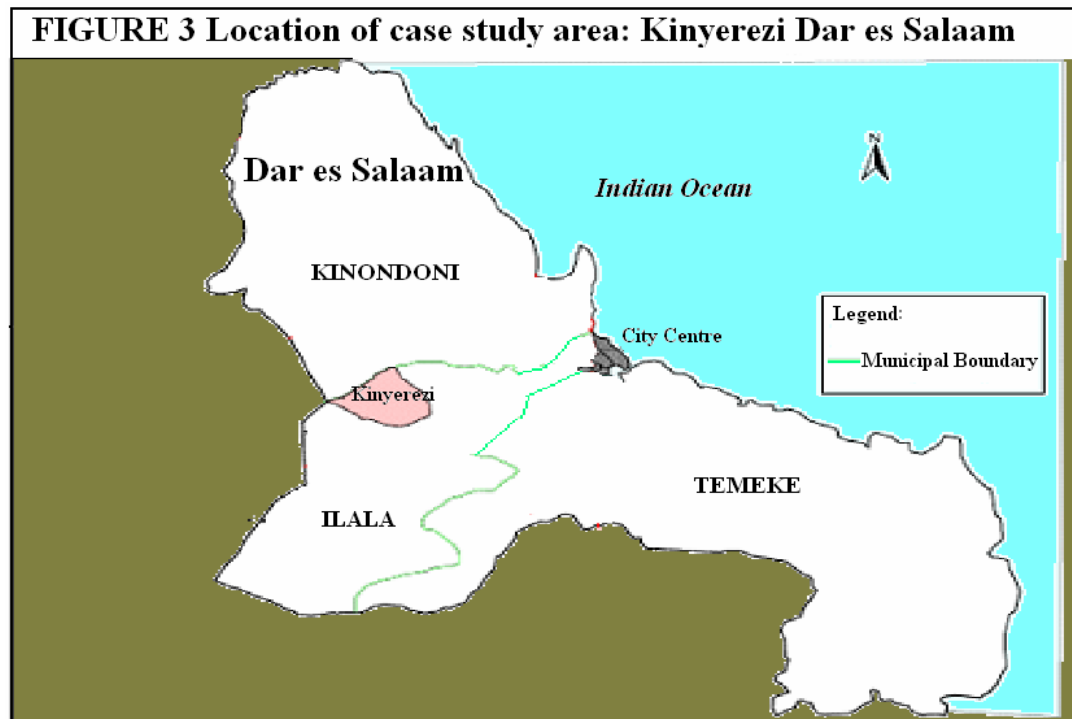 FIGURE 3 Location of case study area: Kinyerezi Dar es Salaam
N
Dar es Salaam
Indian Ocean
KINONDONI
Legend:
City Centre
Municipal Boundary
Kinyerezi
TEMEKE
ILALA